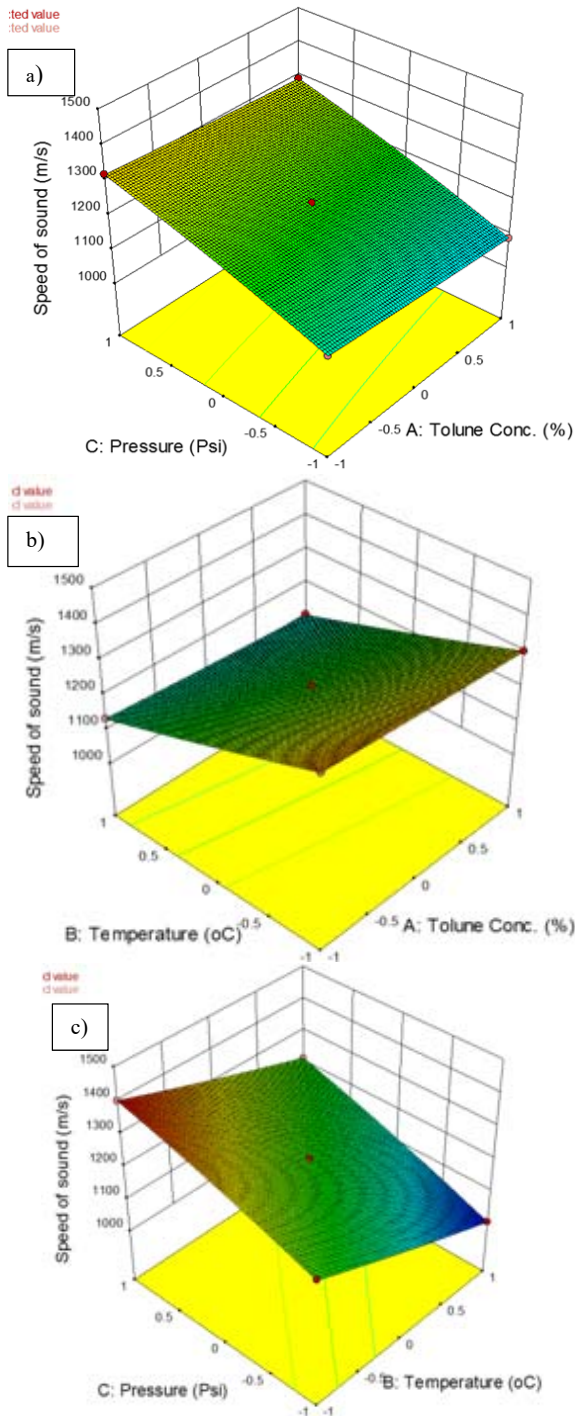 cted value
cted value
a)
1500
1400
1300
1200
1100
1000
Speed of sound (m/s)
1
0.5
0
-0.5
-1
-1
-0.5
0
0.5
1
C: Pressure (Psi)
A: Tolune Conc. (%)
d value
d value
b)
1500
1400
1300
1200
1100
1000
Speed of sound (m/s)
1
0.5
0
-0.5
-1
-1
-0.5
0
0.5
1
B: Temperature (oC)
A: Tolune Conc. (%)
d value
d value
c)
1500
1400
1300
1200
1100
1000
Speed of sound (m/s)
1
0.5
0
-0.5
-1
-1
-0.5
0
0.5
1
C: Pressure (Psi)
B: Temperature (oC)